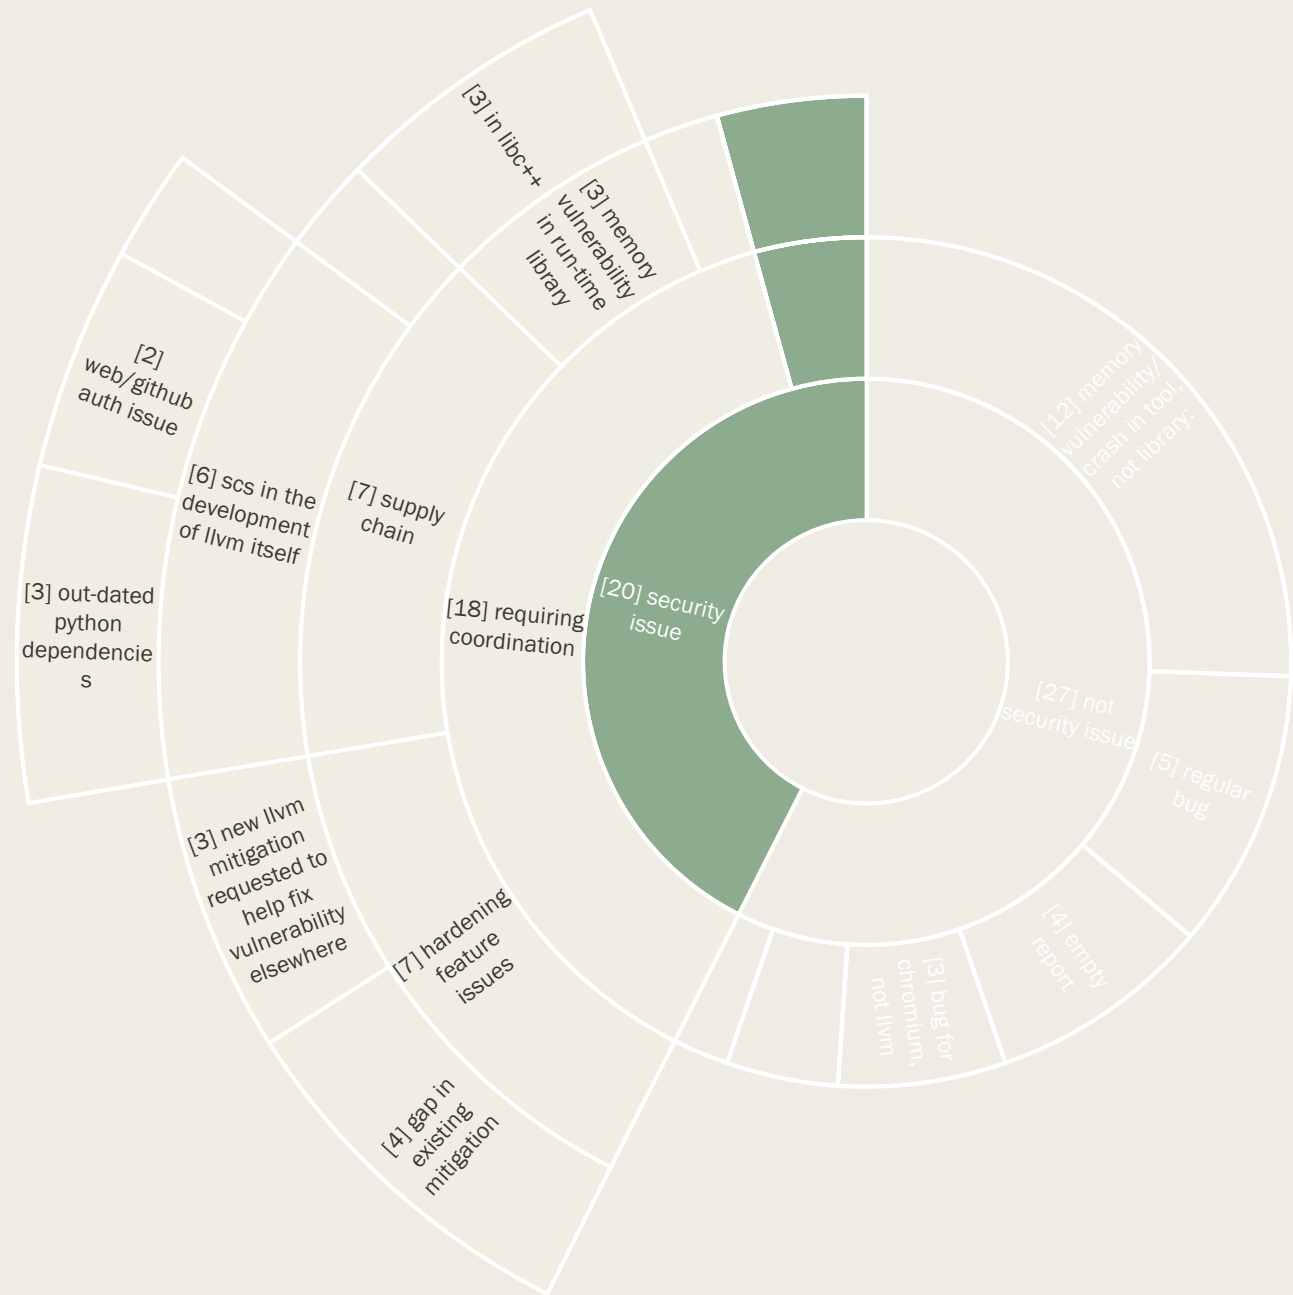 [3] in libc++
[3] memory
vulnerability
in run-time
library
[2]
web/github
auth issue
[6] scs in the
development
of llvm itself
[7] supply
chain
[3] out-dated
python
dependencie
s
[18] requiring
coordination
[20] security
issue
[12] memory
vulnerability/
crash in tool,
not library:
[27] not
security issue
[5] regular
bug
[4] empty
report
[3] bug for
chromium,
not llvm
[3] new llvm
mitigation
requested to
help fix
vulnerability
elsewhere
[7] hardening
feature
issues
[4] gap in
existing
mitigation